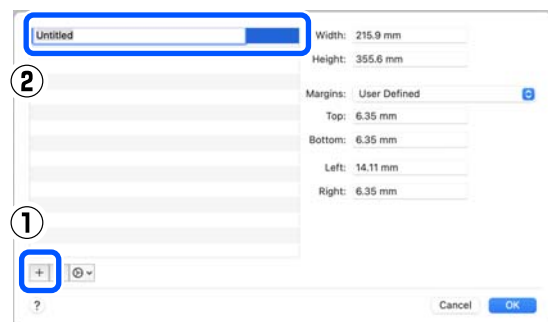 Untitled
Width: 215.9 mm
Height: 355.6 mm
②
Margins: User Defined
Top: 6.35 mm
Bottom: 6.35 mm
Left: 14.11 mm
Right: 6.35 mm
①
+
?
Cancel OK